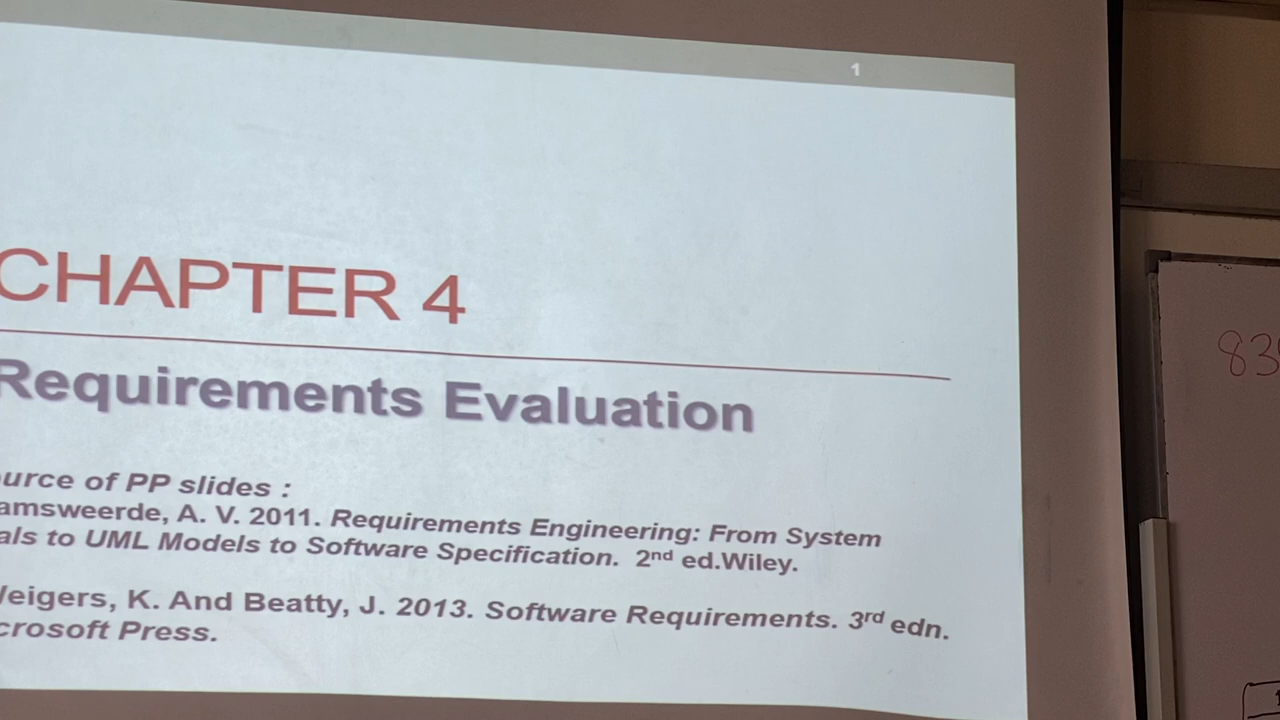 1
CHAPTER 4
Requirements Evaluation
urce of PP slides :
amsweerde, A. V. 2011. Requirements Engineering: From System
als to UML Models to Software Specification. 2nd ed.Wiley.
eigers, K. And Beatty, J. 2013. Software Requirements. 3rd edn.
crosoft Press.
83